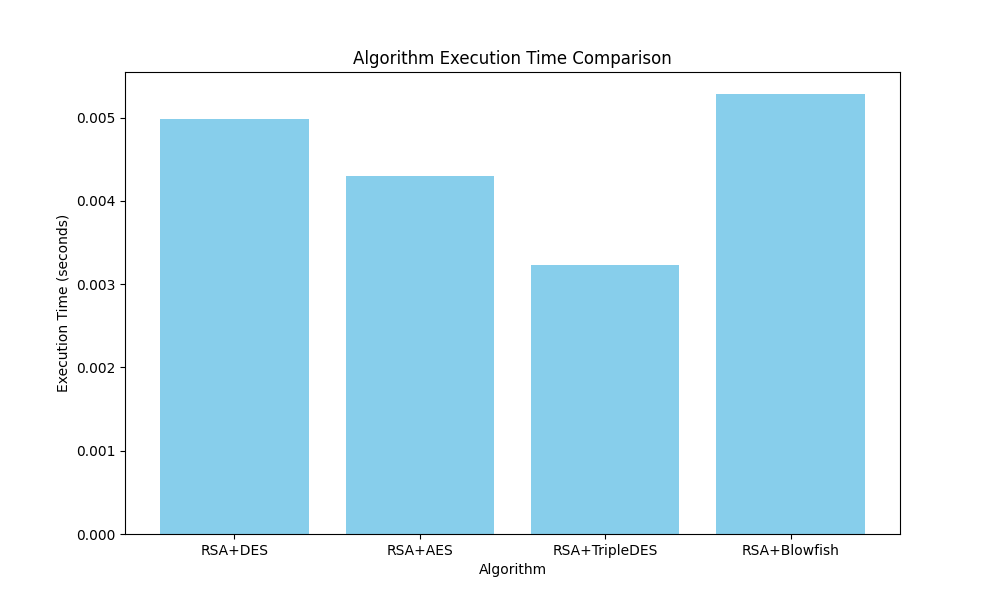 Algorithm Execution Time Comparison
Execution Time (seconds)
0.005
0.004
0.003
0.002
0.001
0.000
RSA+DES RSA+AES RSA+TripleDES RSA+Blowfish
Algorithm